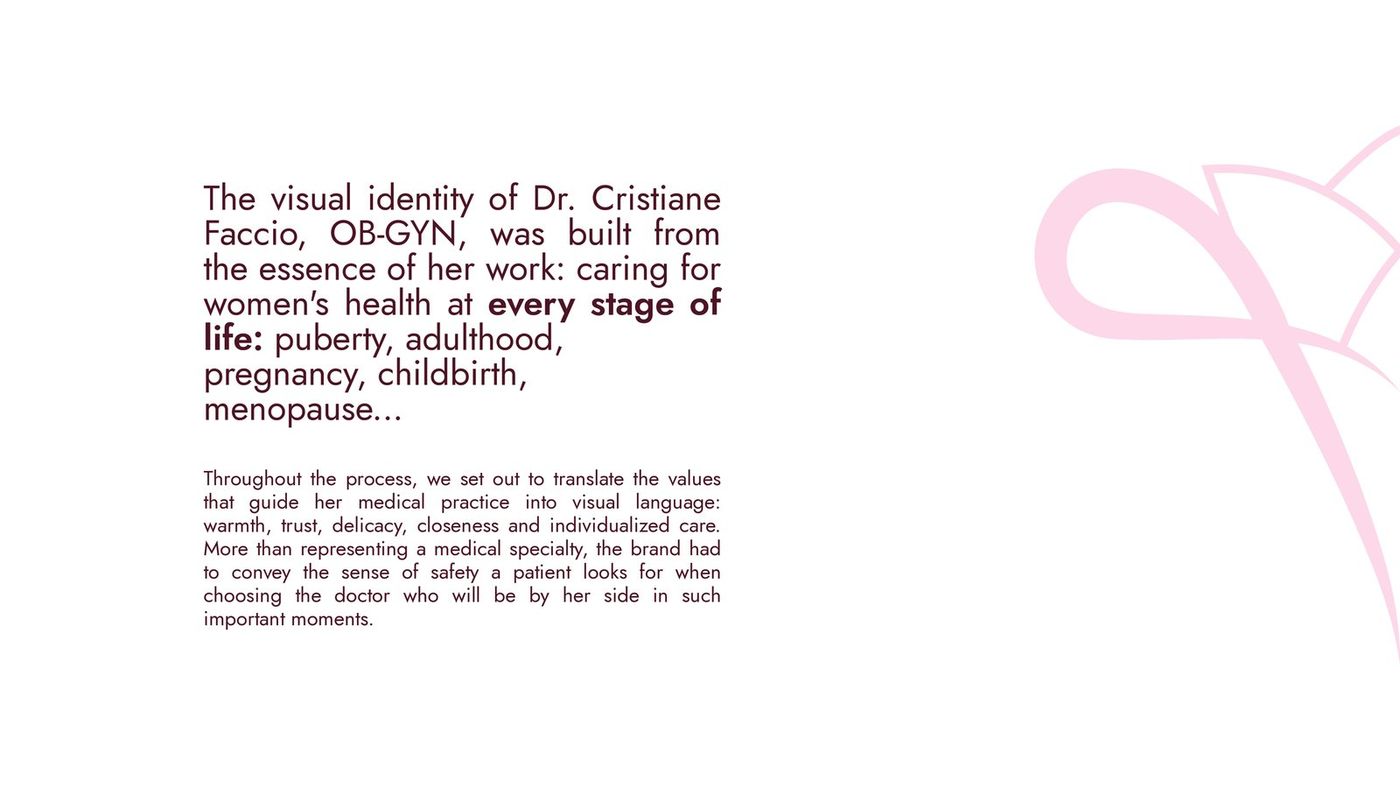 The visual identity of Dr. Cristiane
Faccio, OB-GYN, was built from
the essence of her work: caring for
women's health at every stage of
life: puberty, adulthood,
pregnancy, childbirth,
menopause...
Throughout the process, we set out to translate the values
that guide her medical practice into visual language:
warmth, trust, delicacy, closeness and individualized care.
More than representing a medical specialty, the brand had
to convey the sense of safety a patient looks for when
choosing the doctor who will be by her side in such
important moments.